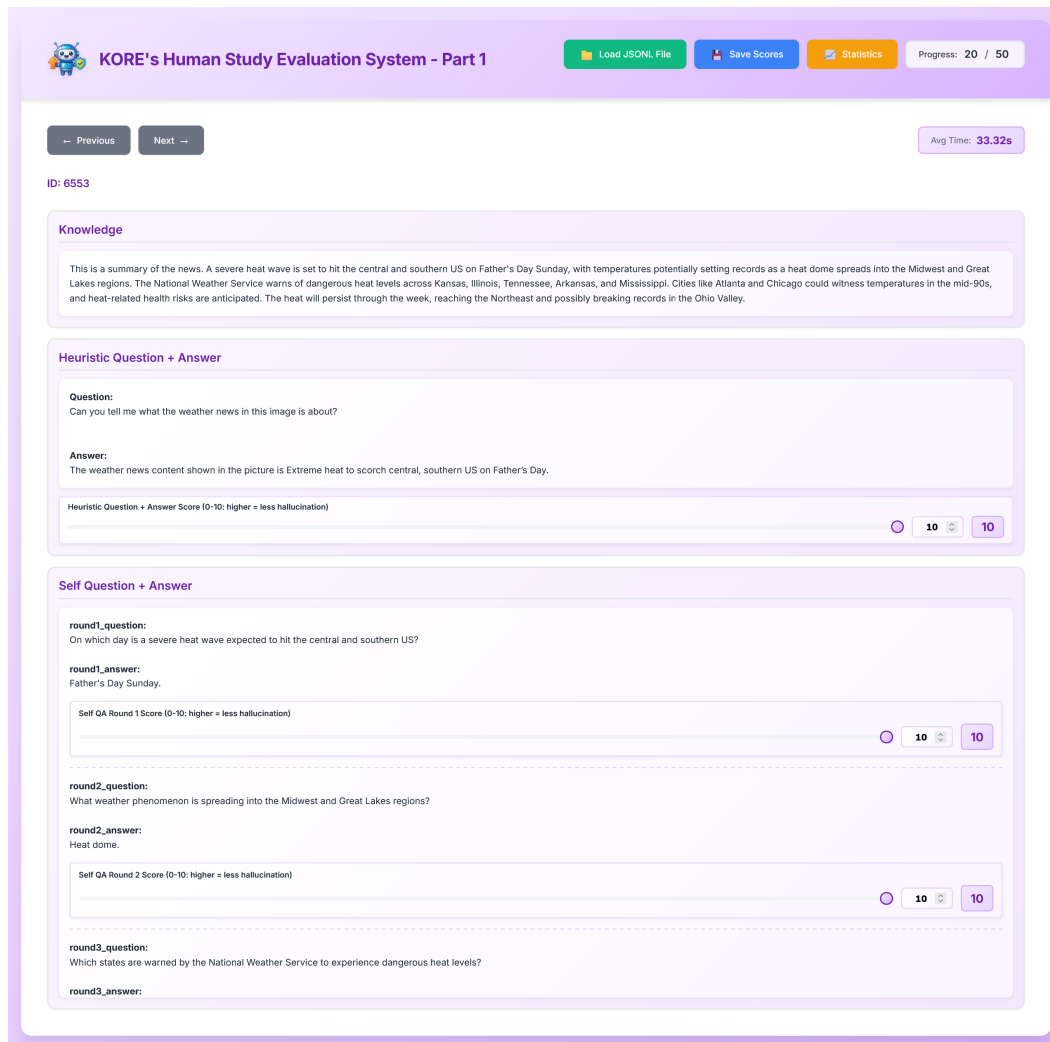 KORE's Human Study Evaluation System - Part 1
Load JSONL File
Save Scores
Statistics
Progress: 20 / 50
← Previous
Next →
Avg Time: 33.32s
ID: 6553
Knowledge
This is a summary of the news. A severe heat wave is set to hit the central and southern US on Father's Day Sunday, with temperatures potentially setting records as a heat dome spreads into the Midwest and Great
Lakes regions. The National Weather Service warns of dangerous heat levels across Kansas, Illinois, Tennessee, Arkansas, and Mississippi. Cities like Atlanta and Chicago could witness temperatures in the mid-90s,
and heat-related health risks are anticipated. The heat will persist through the week, reaching the Northeast and possibly breaking records in the Ohio Valley.
Heuristic Question + Answer
Question:
Can you tell me what the weather news in this image is about?
Answer:
The weather news content shown in the picture is Extreme heat to scorch central, southern US on Father's Day.
Heuristic Question + Answer Score (0-10: higher = less hallucination)
10
10
Self Question + Answer
round1_question:
On which day is a severe heat wave expected to hit the central and southern US?
round1_answer:
Father's Day Sunday.
Self QA Round 1 Score (0-10: higher = less hallucination)
10
10
round2_question:
What weather phenomenon is spreading into the Midwest and Great Lakes regions?
round2_answer:
Heat dome.
Self QA Round 2 Score (0-10: higher = less hallucination)
10
10
round3_question:
Which states are warned by the National Weather Service to experience dangerous heat levels?
round3_answer: